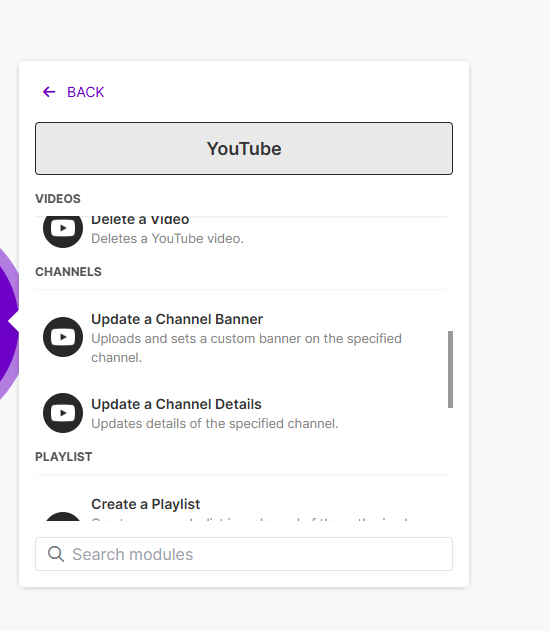 BACK
YouTube
VIDEOS
Delete a Video
Deletes a YouTube video.
CHANNELS
Update a Channel Banner
Uploads and sets a custom banner on the specified
channel.
Update a Channel Details
Updates details of the specified channel.
PLAYLIST
Create a Playlist
Search modules